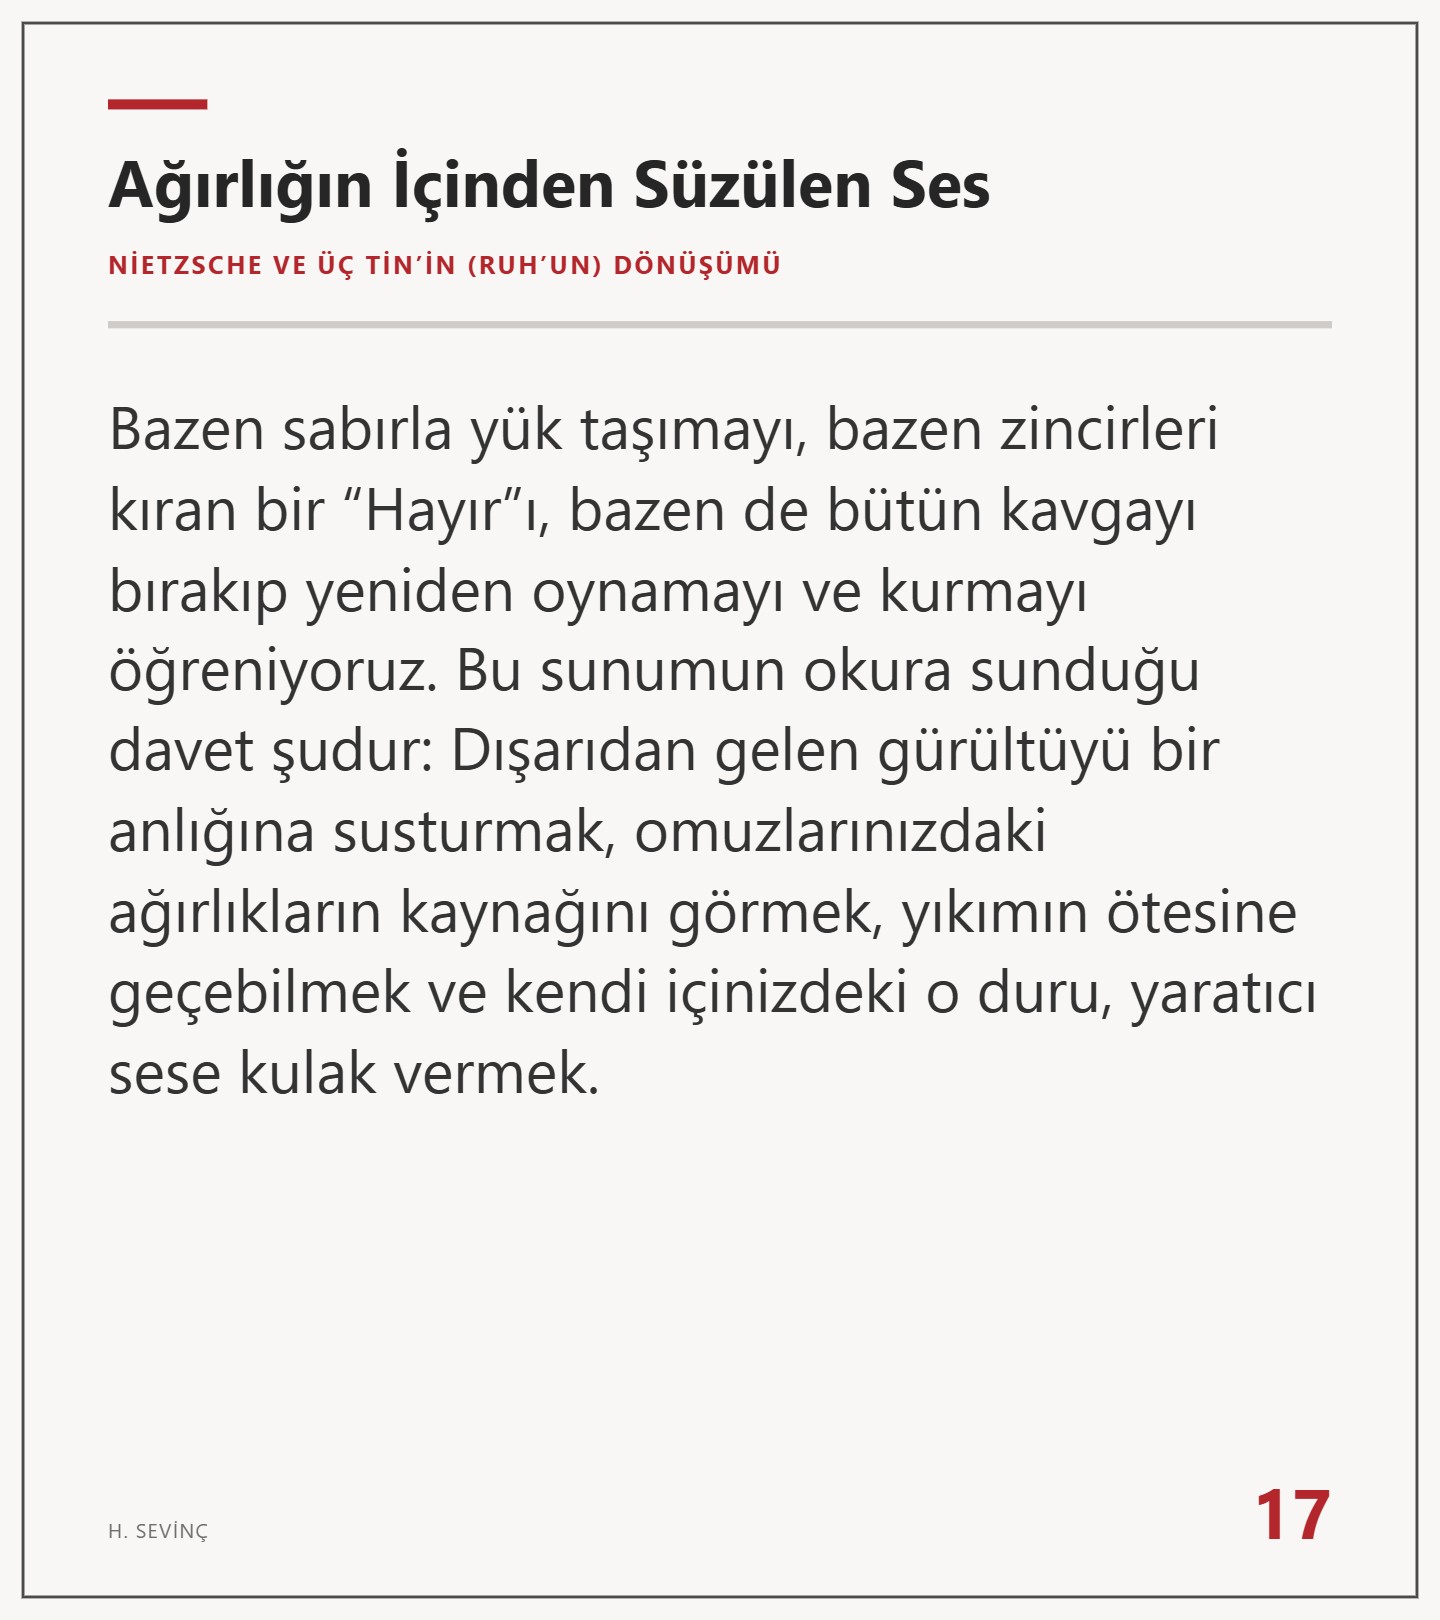 Ağırlığın İçinden Süzülen Ses
NİETZSCHE VE ÜÇ TİN’İN (RUH’UN) DÖNÜŞÜMÜ
Bazen sabırla yük taşımayı, bazen zincirleri
kıran bir “Hayır”ı, bazen de bütün kavgayı
bırakıp yeniden oynamayı ve kurmayı
öğreniyoruz. Bu sunumun okura sunduğu
davet şudur: Dışarıdan gelen gürültüyü bir
anlığına susturmak, omuzlarınızdaki
ağırlıkların kaynağını görmek, yıkımın ötesine
geçebilmek ve kendi içinizdeki o duru, yaratıcı
sese kulak vermek.
H. SEVİNÇ
17